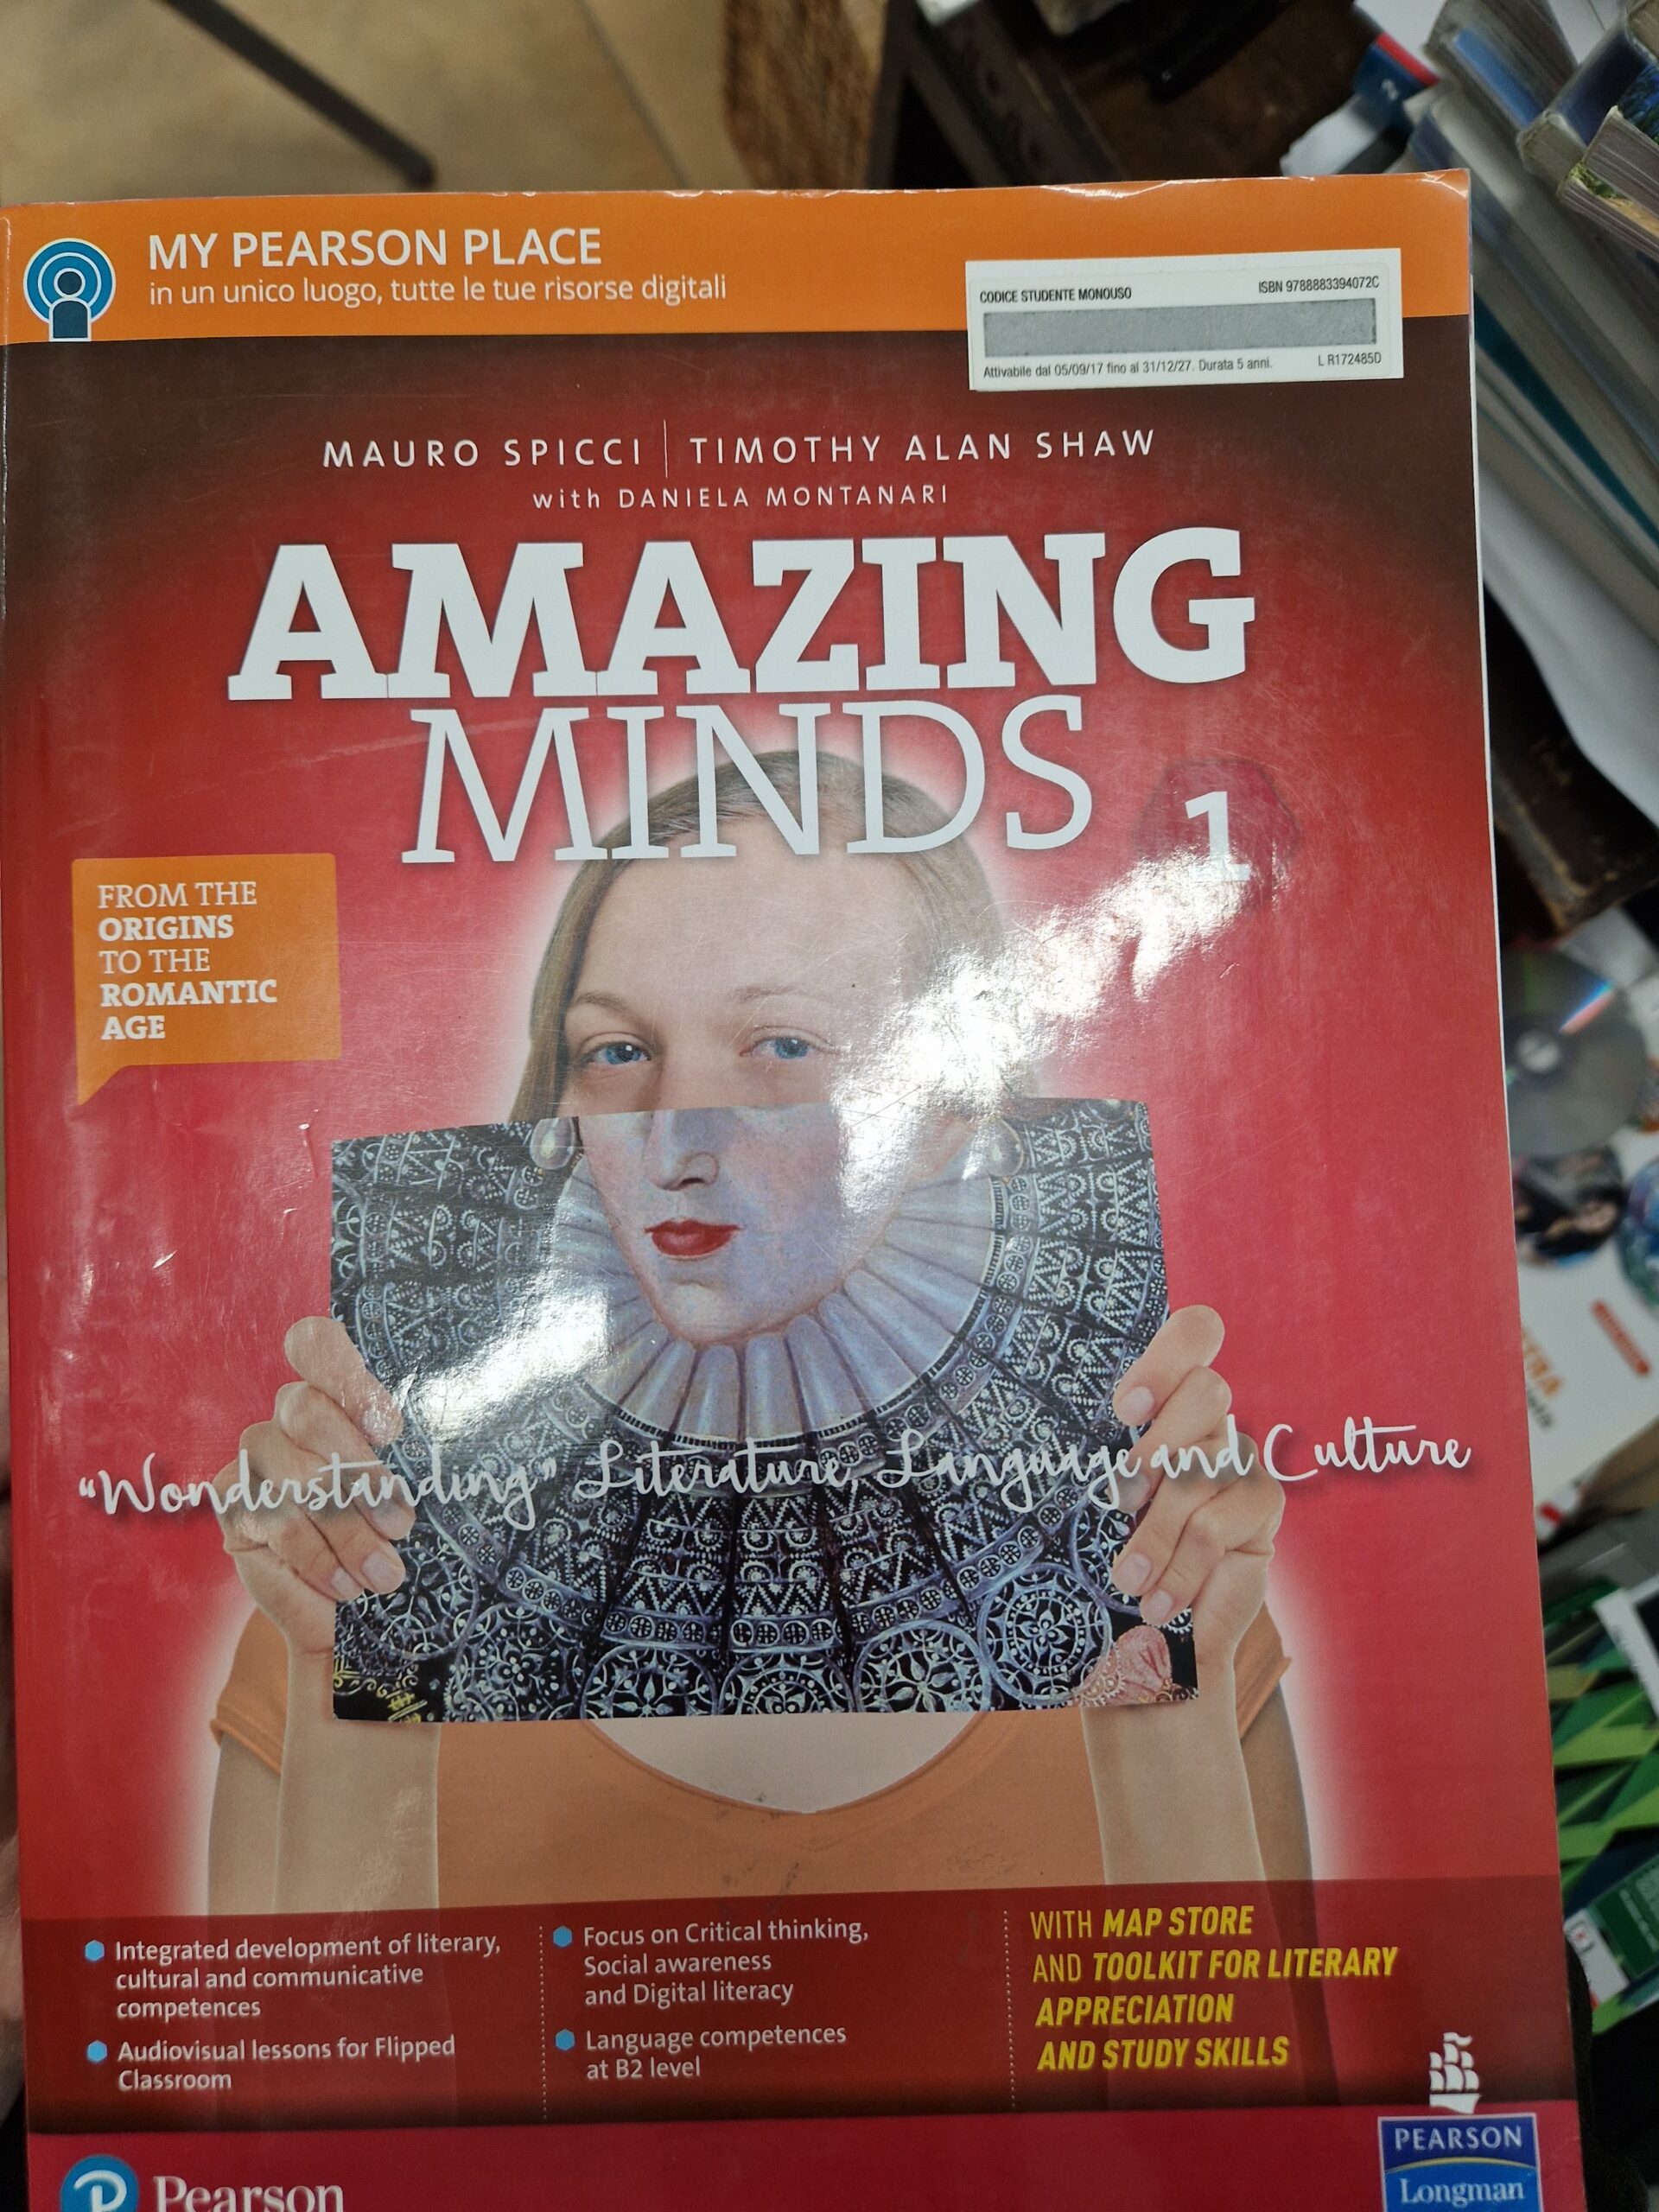 MY PEARSON PLACE
in un unico luogo, tutte le tue risorse digitali
CODICE STUDENTE MONOUSO
ISBN 9788883394072C
Attivabile dal 05/09/17 fino al 31/12/27. Durata 5 anni.
L R172485D
MAURO SPICCI | TIMOTHY ALAN SHAW
with DANIELA MONTANARI
AMAZING
MINDS
1
FROM THE
ORIGINS
TO THE
ROMANTIC
AGE
"Wonderstanding" Literature, Language and Culture
Integrated development of literary,
cultural and communicative
competences
Audiovisual lessons for Flipped
Classroom
Focus on Critical thinking,
Social awareness
and Digital literacy
Language competences
at B2 level
WITH MAP STORE
AND TOOLKIT FOR LITERARY
APPRECIATION
AND STUDY SKILLS
Pearson
PEARSON
Longman